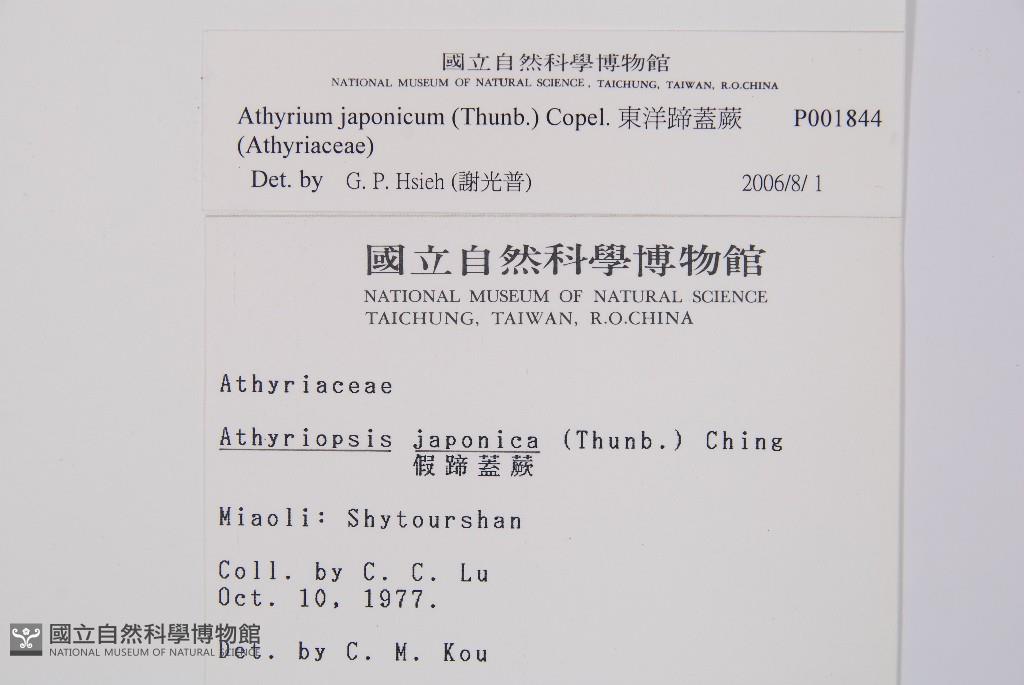 國立自然科學博物館
NATIONAL MUSEUM OF NATURAL SCIENCE, TAICHUNG, TAIWAN, R.O.CHINA
Athyrium japonicum (Thunb.) Copel. 東洋蹄蓋蕨 P001844
(Athyriaceae)
Det. by G. P. Hsieh (謝光普) 2006/8/ 1
國立自然科學博物館
NATIONAL MUSEUM OF NATURAL SCIENCE
TAICHUNG, TAIWAN, R.O.CHINA
Athyriaceae
Athyriopsis japonica (Thunb.) Ching
假蹄蓋蕨
Miaoli: Shytourshan
Coll. by C. C. Lu
Oct. 10, 1977.
Det. by C. M. Kou
國立自然科學博物館
NATIONAL MUSEUM OF NATURAL SCIENCE